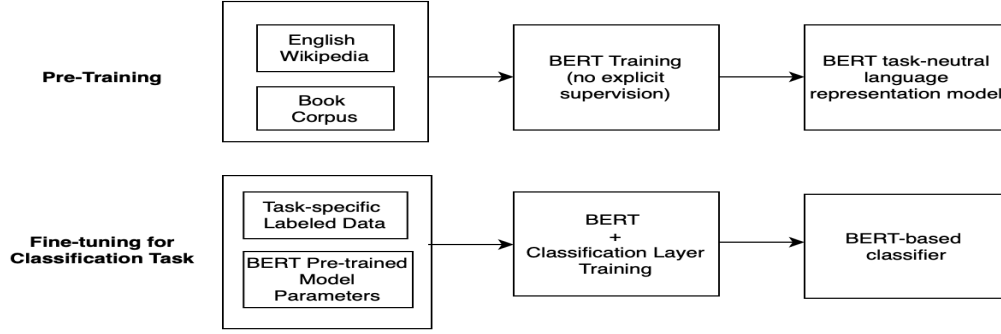 Pre-Training
English
Wikipedia
Book
Corpus
BERT Training
(no explicit
supervision)
BERT task-neutral
language
representation model
Fine-tuning for
Classification Task
Task-specific
Labeled Data
BERT Pre-trained
Model
Parameters
BERT
+
Classification Layer
Training
BERT-based
classifier